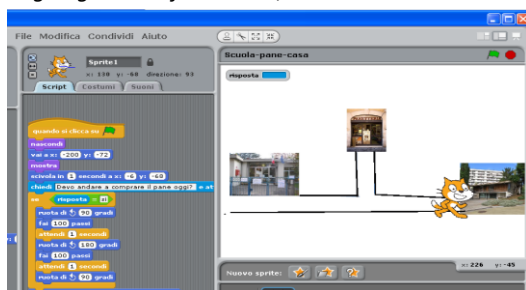 File Modifica Condividi Aiuto
Sprite1
x: 130 y: -60 direzione: 93
Script Costumi Suoni
quando si clicca su
nascondi
vai a x: -200 y: -72
mostra
scivola in 1 secondi a x: -6 y: -60
chiedi Devo andare a comprare il pane oggi? e at
se risposta = si
ruota di 90 gradi
fai 100 passi
attendi 1 secondi
ruota di 180 gradi
fai 100 passi
attendi 1 secondi
ruota di 90 gradi
Scuola-pane-casa
risposta
x: 226 y: -45
Nuovo sprite: